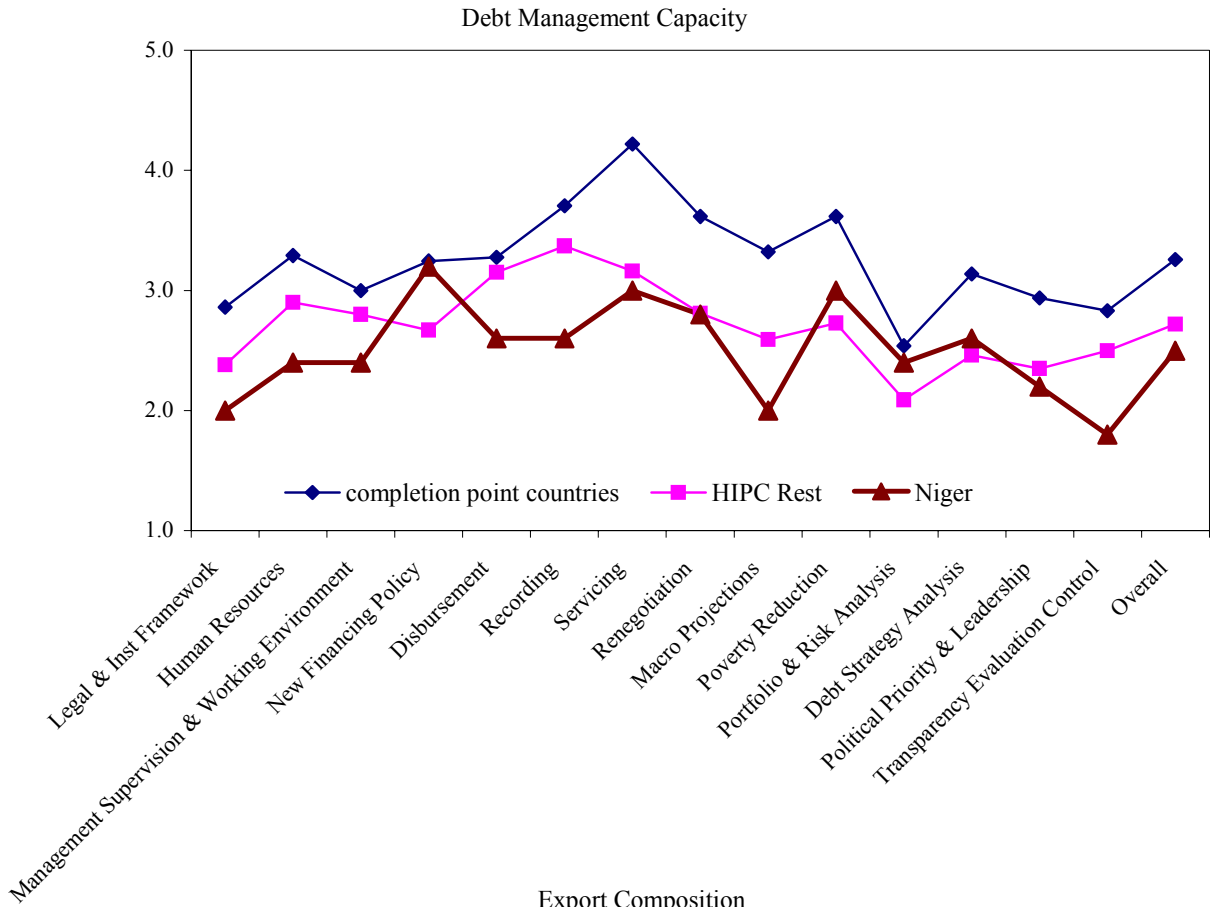 Debt Management Capacity
5.0
4.0
3.0
2.0
1.0
completion point countries HIPC Rest Niger
Legal & Inst Framework
Human Resources
Management Supervision & Working Environment
New Financing Policy
Disbursement
Recording
Servicing
Renegotiation
Macro Projections
Poverty Reduction
Portfolio & Risk Analysis
Debt Strategy Analysis
Political Priority & Leadership
Transparency Evaluation Control
Overall
Export Composition